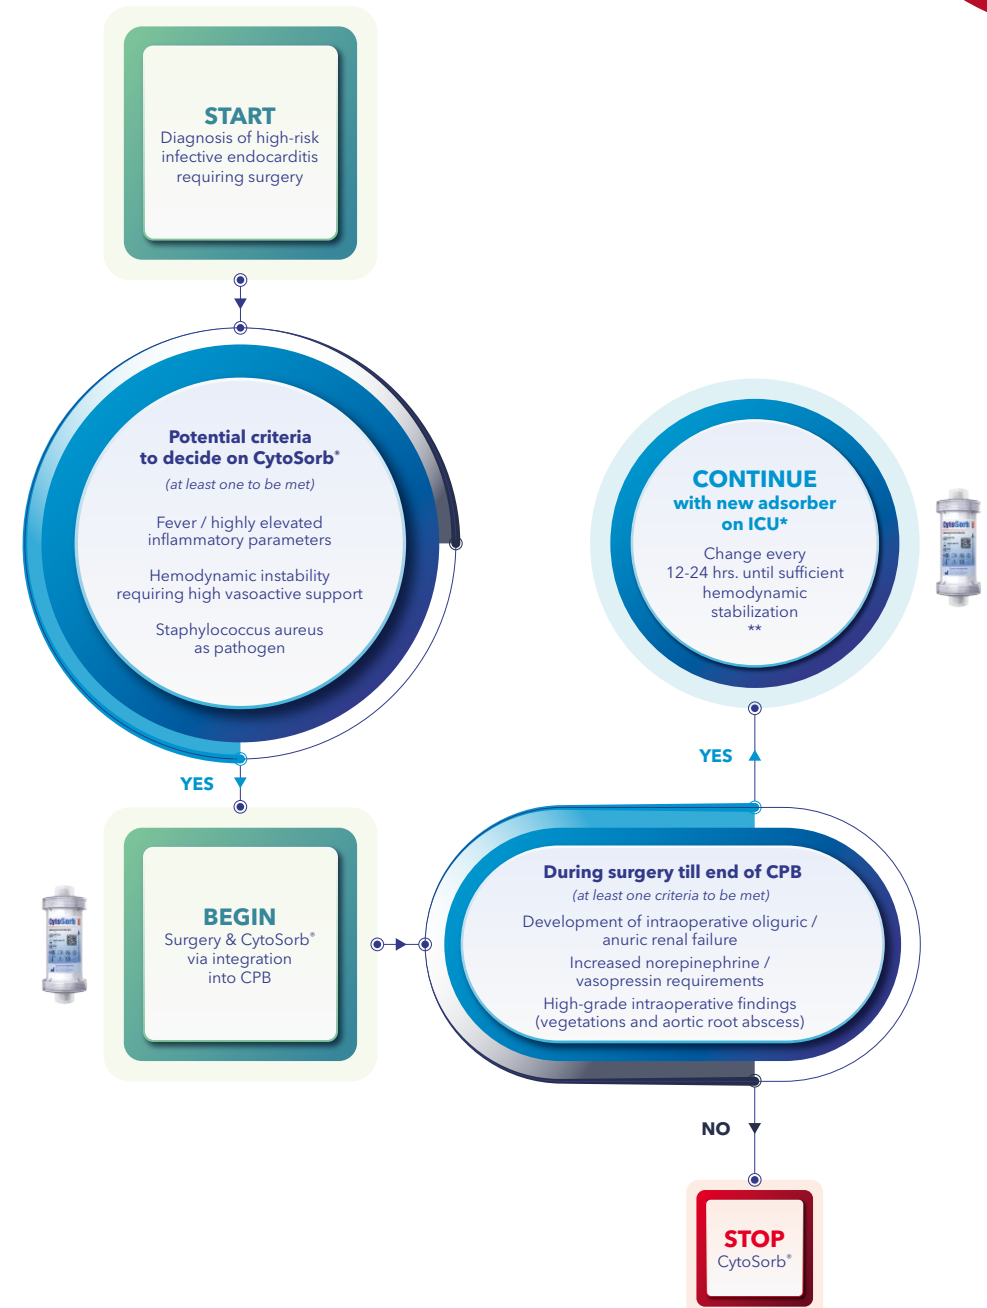 START
Diagnosis of high-risk
infective endocarditis
requiring surgery
Potential criteria
to decide on CytoSorb®
(at least one to be met)
Fever / highly elevated
inflammatory parameters
Hemodynamic instability
requiring high vasoactive support
Staphylococcus aureus
as pathogen
YES
BEGIN
Surgery & CytoSorb®
via integration
into CPB
CytoSorb
During surgery till end of CPB
(at least one criteria to be met)
Development of intraoperative oliguric /
anuric renal failure
Increased norepinephrine /
vasopressin requirements
High-grade intraoperative findings
(vegetations and aortic root abscess)
YES
CONTINUE
with new adsorber
on ICU*
Change every
12-24 hrs. until sufficient
hemodynamic
stabilization
**
CytoSorb
NO
STOP
CytoSorb®